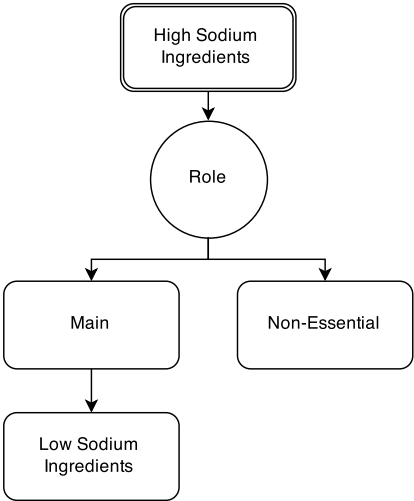 High Sodium
Ingredients
Role
Main
Non-Essential
Low Sodium
Ingredients